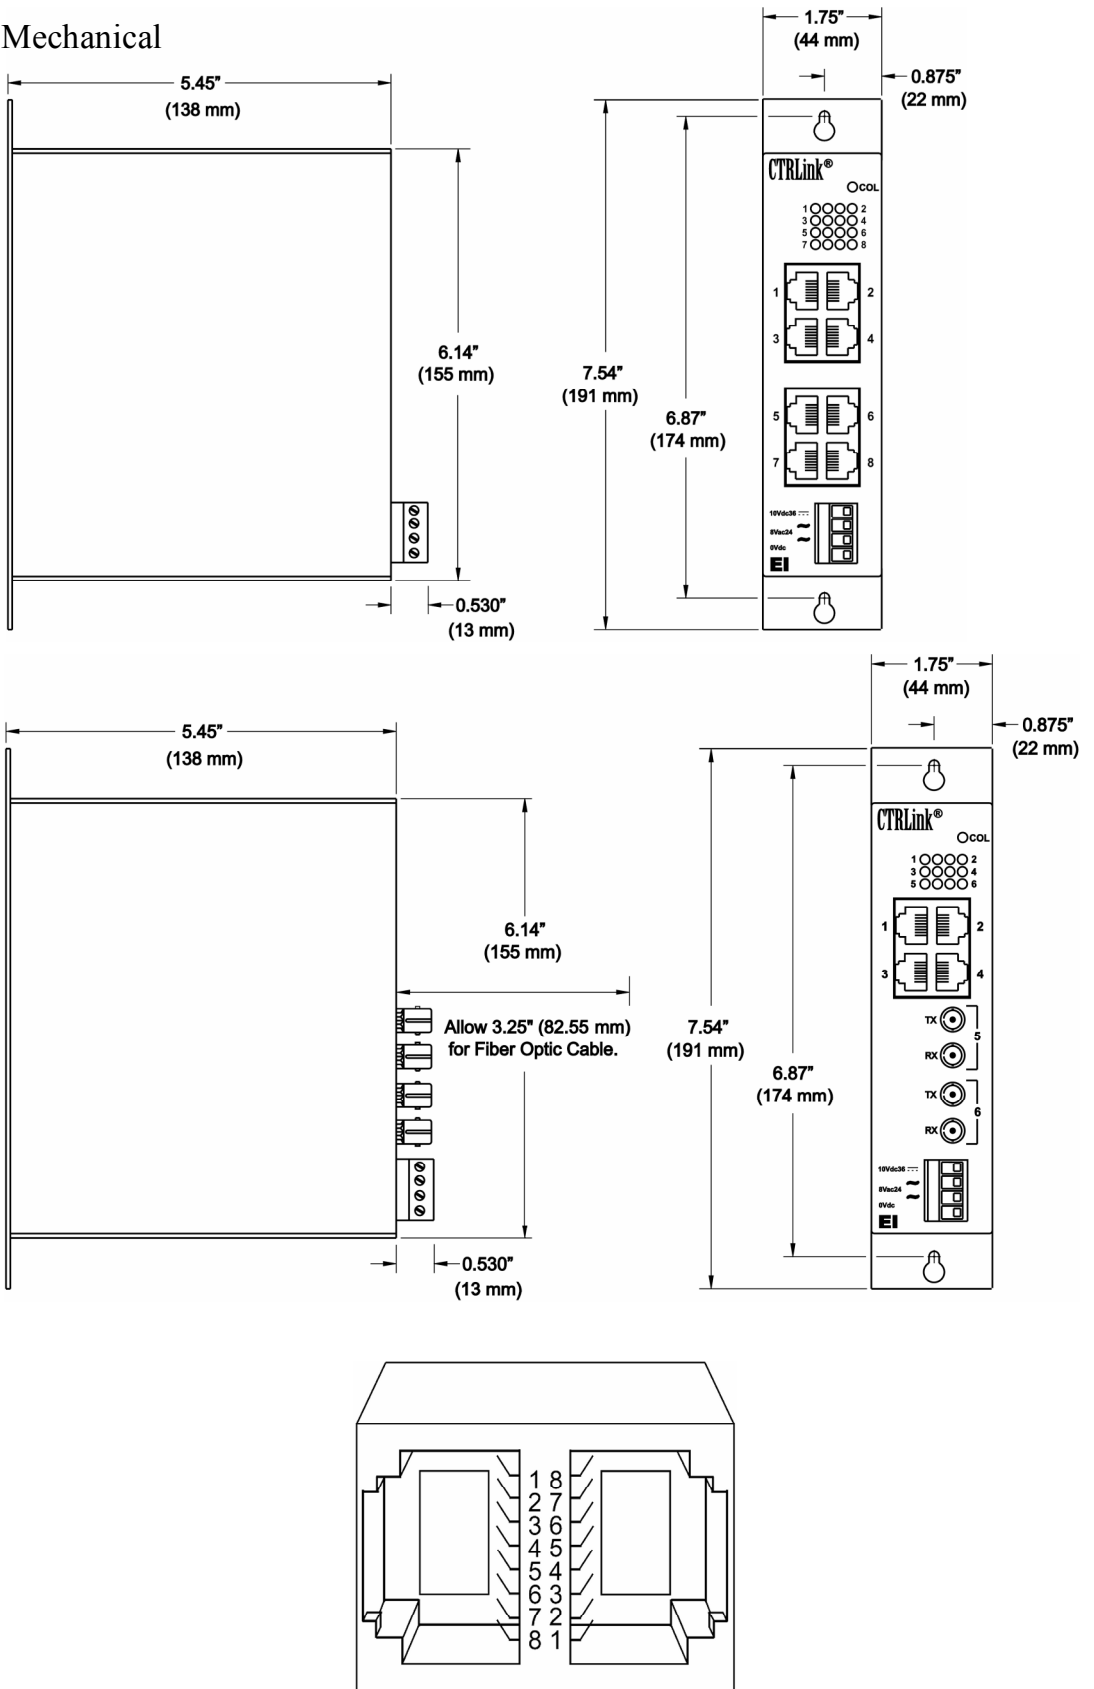 Mechanical
1.75"
(44 mm)
5.45"
(138 mm)
0.875"
(22 mm)
CTRLink®
COL
1 2
3 4
5 6
7 8
1 2
3 4
6.14"
(155 mm)
7.54"
(191 mm)
6.87"
(174 mm)
5 6
7 8
10Vdc36
8Vac24
0Vdc
EI
0.530"
(13 mm)
1.75"
(44 mm)
5.45"
(138 mm)
0.875"
(22 mm)
CTRLink®
COL
1 2
3 4
5 6
1 2
3 4
6.14"
(155 mm)
Allow 3.25" (82.55 mm)
for Fiber Optic Cable.
7.54"
(191 mm)
6.87"
(174 mm)
TX
5
RX
TX
6
RX
10Vdc36
8Vac24
0Vdc
EI
0.530"
(13 mm)
1 8
2 7
3 6
4 5
5 4
6 3
7 2
8 1